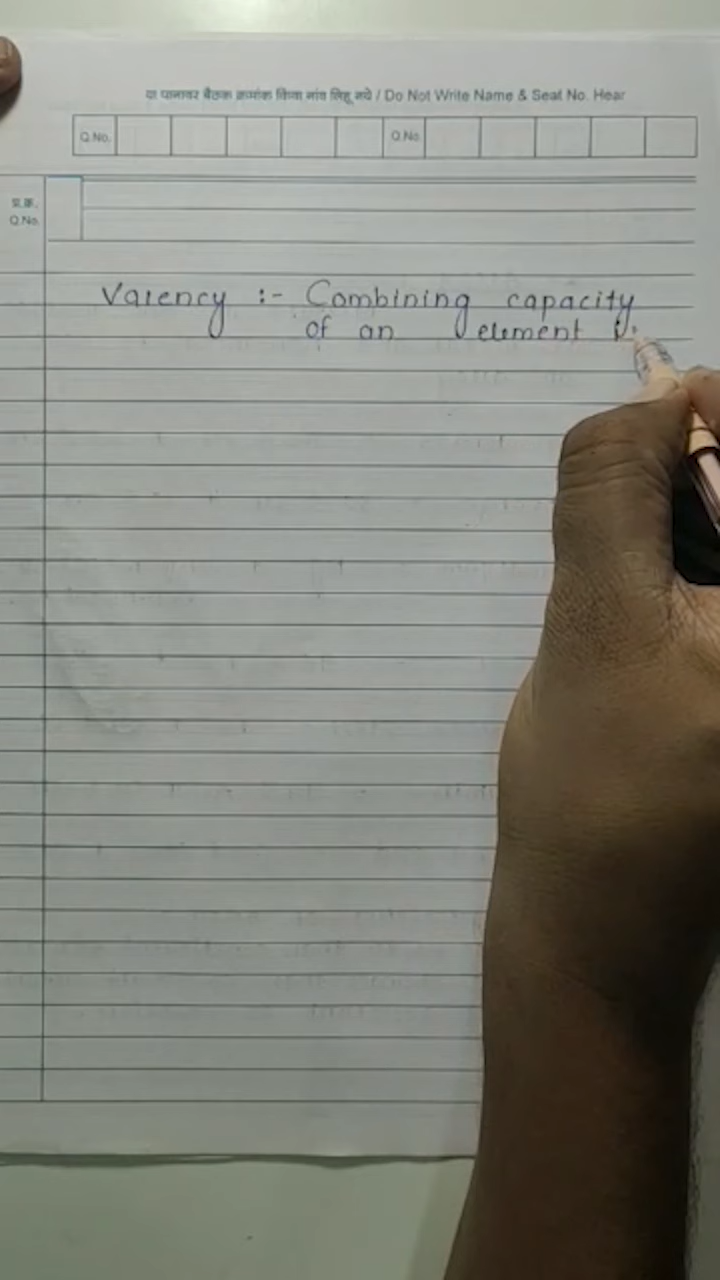 या पानावर बैठक क्रमांक किंवा नांव लिहू नये / Do Not Write Name & Seat No. Hear
Q.No. Q.No.
प्र.क्र.
Q.No.
Valency :- Combining capacity
of an element